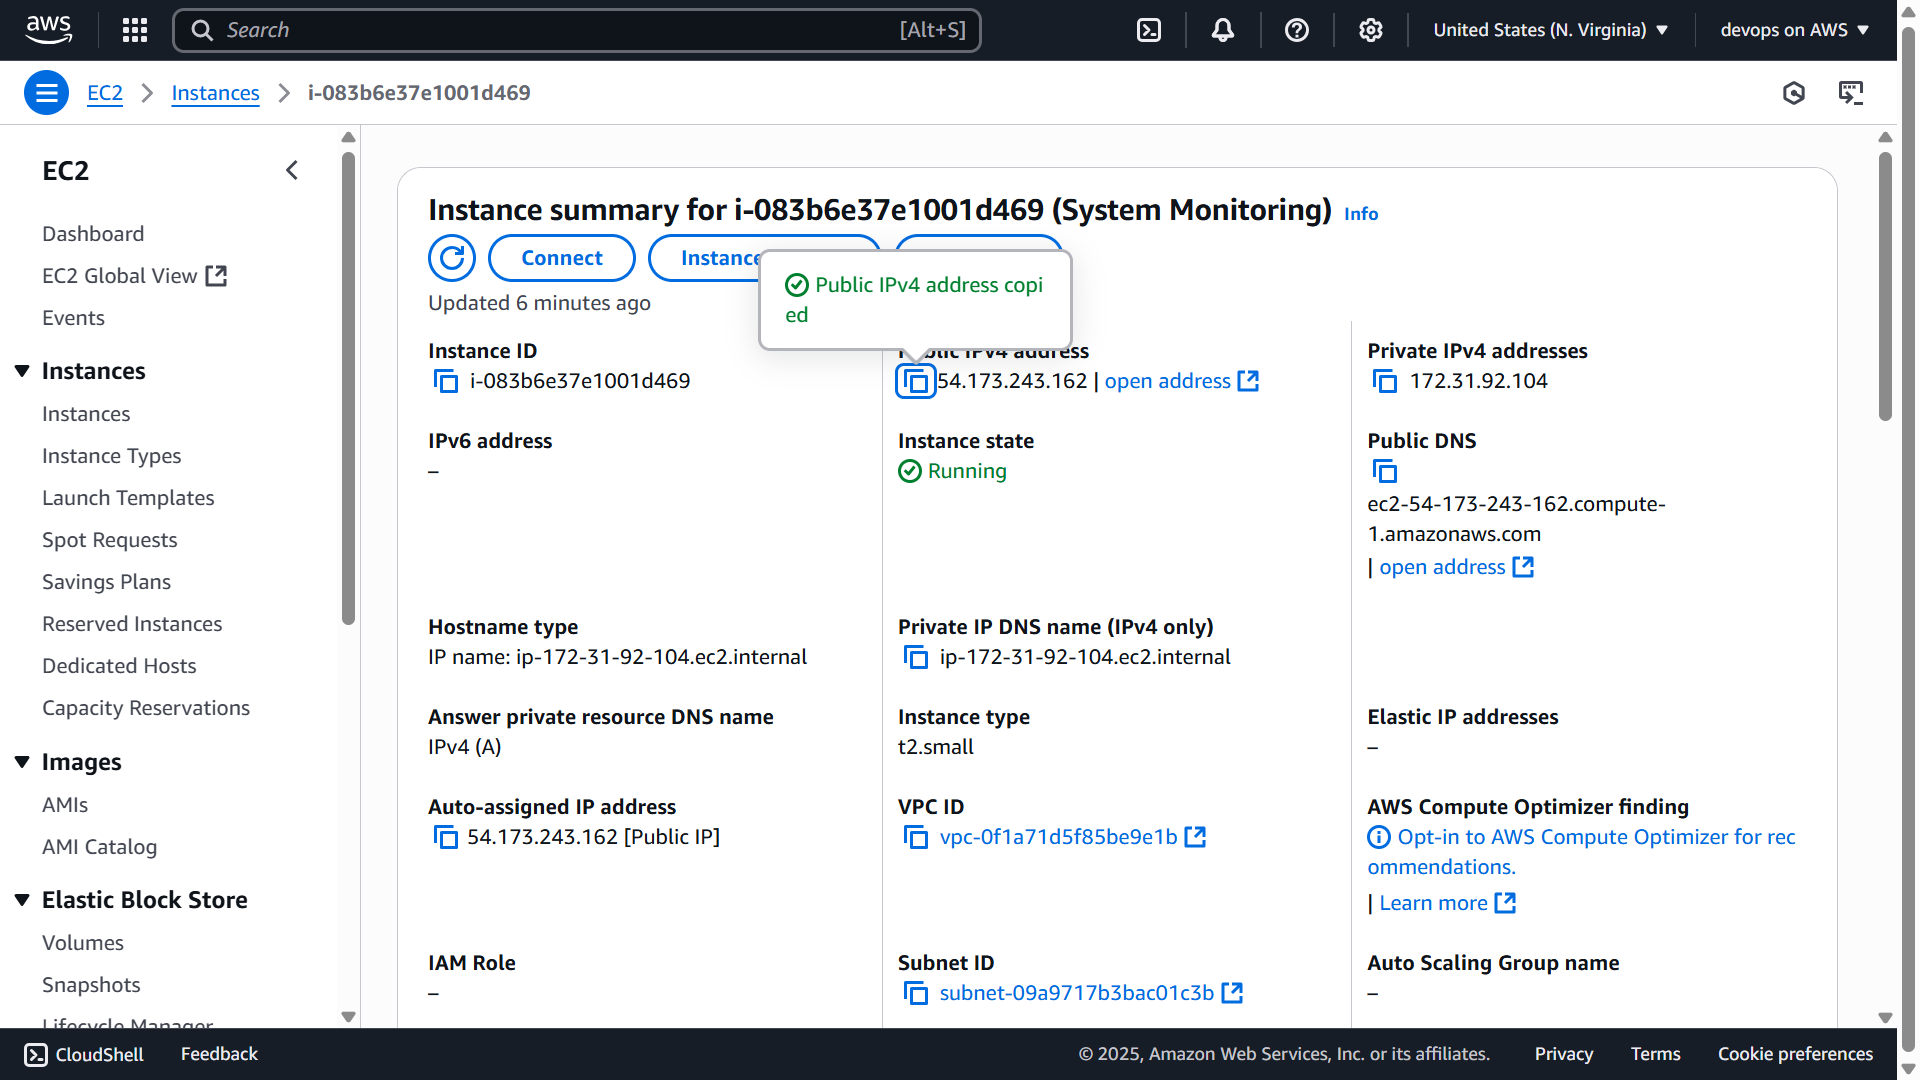 aws
Search [Alt+S]
United States (N. Virginia)
devops on AWS
EC2
Instances
i-083b6e37e1001d469
EC2
Dashboard
EC2 Global View
Events
Instances
Instances
Instance Types
Launch Templates
Spot Requests
Savings Plans
Reserved Instances
Dedicated Hosts
Capacity Reservations
Images
AMIs
AMI Catalog
Elastic Block Store
Volumes
Snapshots
Lifecycle Manager
Instance summary for i-083b6e37e1001d469 (System Monitoring) Info
Connect
Instance
Updated 6 minutes ago
Public IPv4 address copi
ed
Instance ID
i-083b6e37e1001d469
Public IPv4 address
54.173.243.162 | open address
Private IPv4 addresses
172.31.92.104
IPv6 address
–
Instance state
Running
Public DNS
ec2-54-173-243-162.compute-
1.amazonaws.com
| open address
Hostname type
IP name: ip-172-31-92-104.ec2.internal
Private IP DNS name (IPv4 only)
ip-172-31-92-104.ec2.internal
Answer private resource DNS name
IPv4 (A)
Instance type
t2.small
Elastic IP addresses
–
Auto-assigned IP address
54.173.243.162 [Public IP]
VPC ID
vpc-0f1a71d5f85be9e1b
AWS Compute Optimizer finding
Opt-in to AWS Compute Optimizer for rec
ommendations.
| Learn more
IAM Role
–
Subnet ID
subnet-09a9717b3bac01c3b
Auto Scaling Group name
–
CloudShell
Feedback
© 2025, Amazon Web Services, Inc. or its affiliates.
Privacy
Terms
Cookie preferences